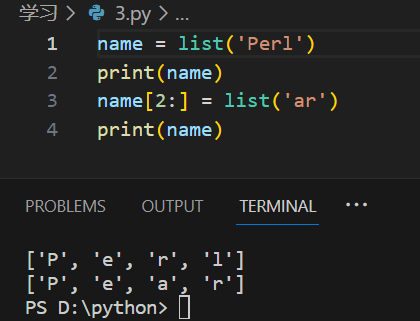 学习 > 3.py > ...
1 name = list('Perl')
2 print(name)
3 name[2:] = list('ar')
4 print(name)
PROBLEMS OUTPUT TERMINAL ...
['P', 'e', 'r', 'l']
['P', 'e', 'a', 'r']
PS D:\python>